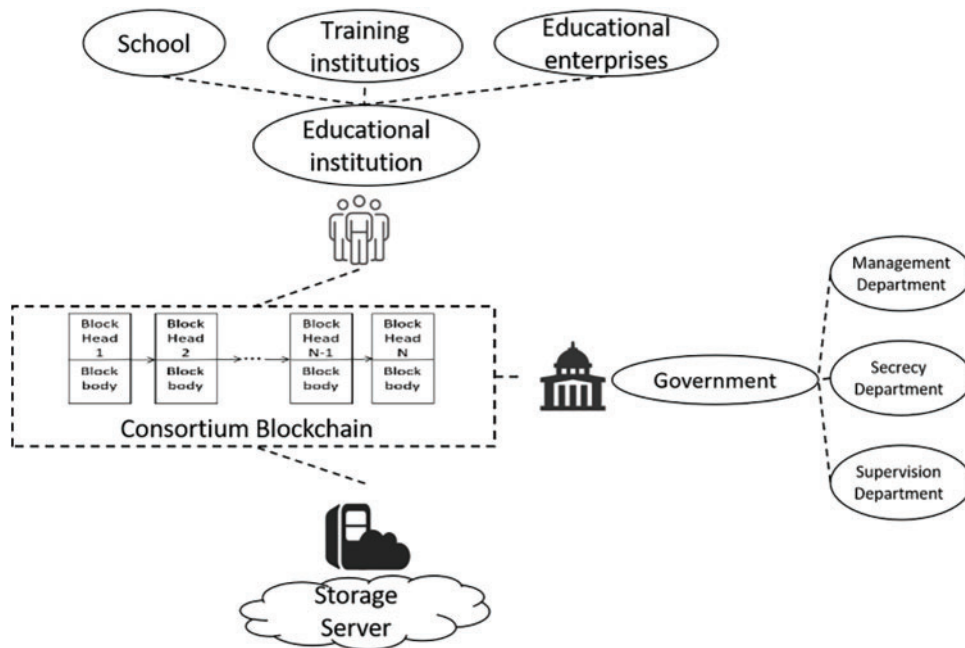 School
Training
institutios
Educational
enterprises
Educational
institution
Block
Head
1
Block
body
Block
Head
2
Block
body
...
Block
Head
N-1
Block
body
Block
Head
N
Block
body
Consortium Blockchain
Government
Management
Department
Secrecy
Department
Supervision
Department
Storage
Server